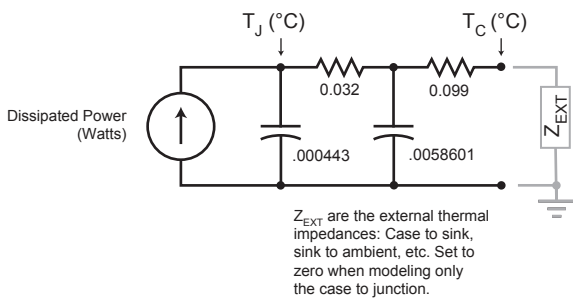 T_J (°C)
T_C (°C)
0.032
0.099
Dissipated Power
(Watts)
.000443
.0058601
Z_EXT
Z_EXT are the external thermal
impedances: Case to sink,
sink to ambient, etc. Set to
zero when modeling only
the case to junction.